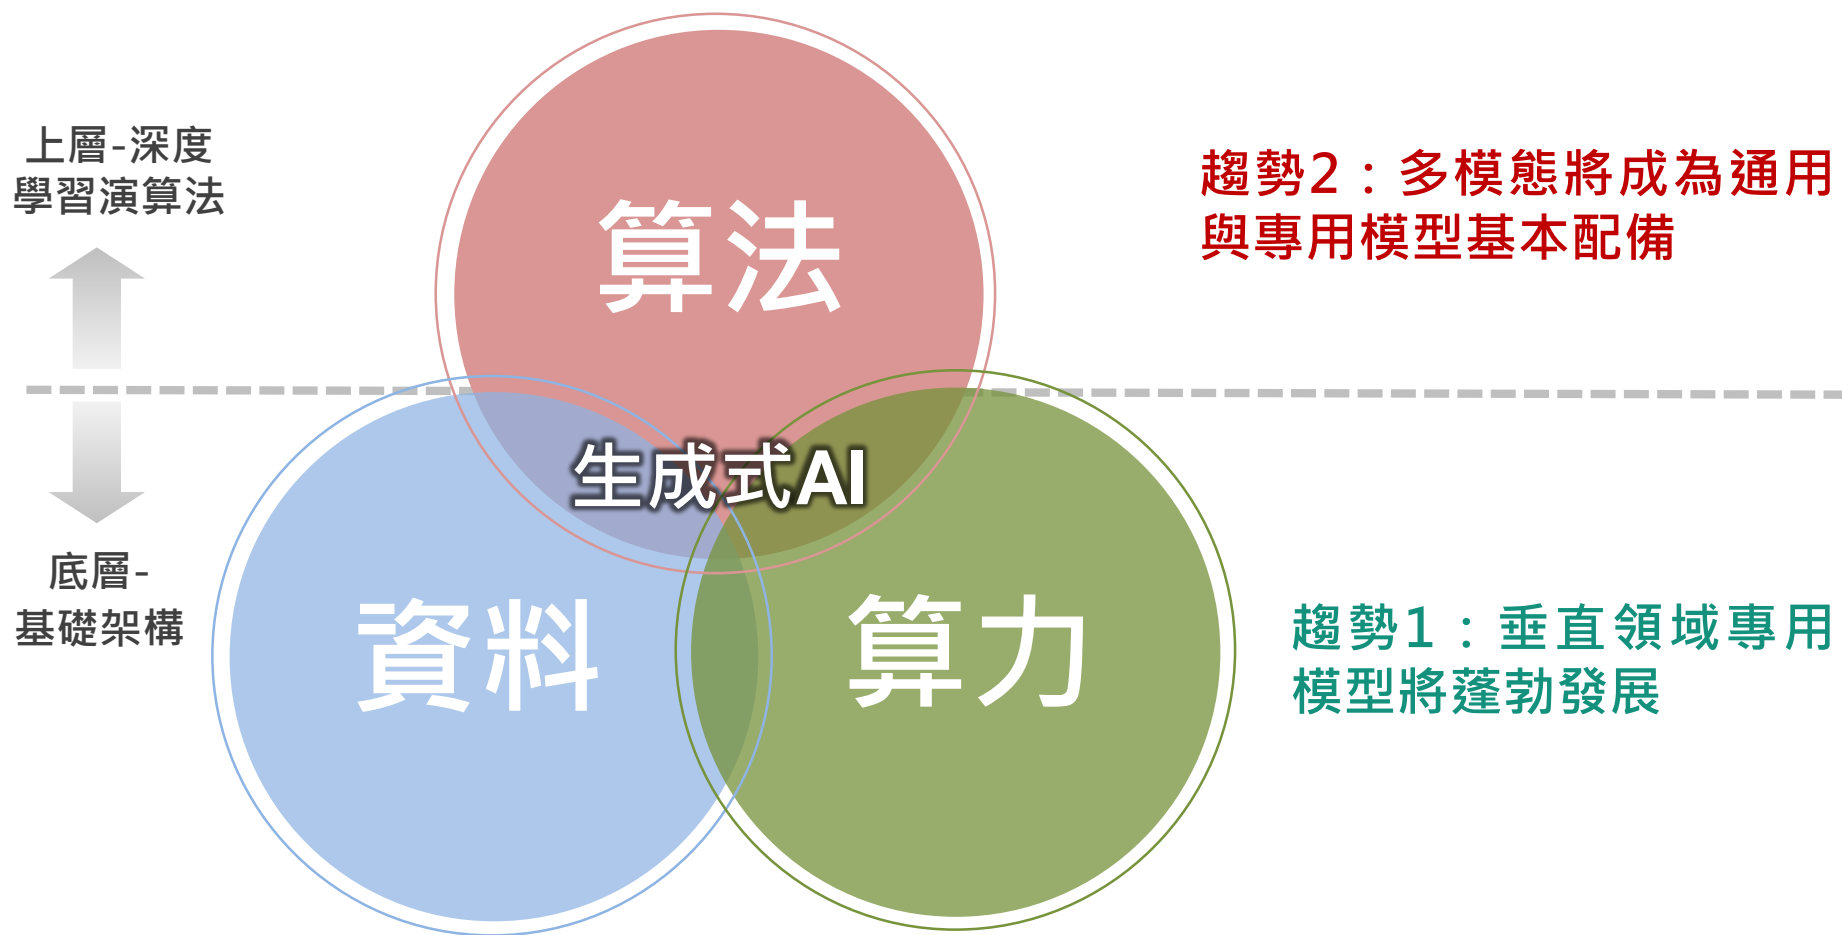 上層-深度
學習演算法
算法
趨勢2：多模態將成為通用
與專用模型基本配備
生成式AI
底層-
基礎架構
資料
算力
趨勢1：垂直領域專用
模型將蓬勃發展